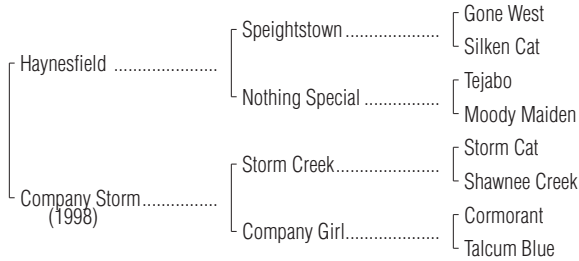 Gone West
Speightstown ....................
Silken Cat
Haynesfield ......................
Tejabo
Nothing Special ................
Moody Maiden
Storm Cat
Storm Creek......................
Shawnee Creek
Company Storm................
(1998)
Cormorant
Company Girl....................
Talcum Blue